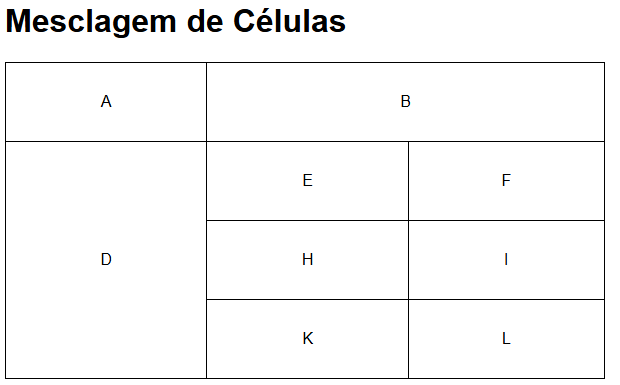 Mesclagem de Células
A B
E F
D H I
K L